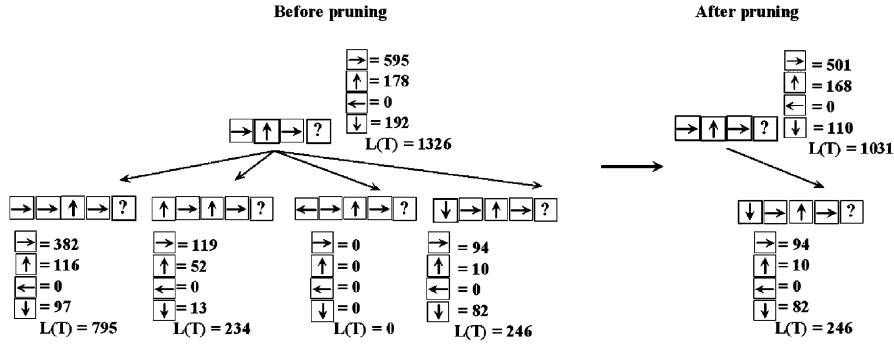 Before pruning
After pruning
→ = 595
↑ = 178
← = 0
↓ = 192
L(T) = 1326
→ ↑ → ?
→ = 501
↑ = 168
← = 0
↓ = 110
L(T) = 1031
→ ↑ → ?
→ → ↑ → ?
→ = 382
↑ = 116
← = 0
↓ = 97
L(T) = 795
↑ → ↑ → ?
→ = 119
↑ = 52
← = 0
↓ = 13
L(T) = 234
← → ↑ → ?
→ = 0
↑ = 0
← = 0
↓ = 0
L(T) = 0
↓ → ↑ → ?
→ = 94
↑ = 10
← = 0
↓ = 82
L(T) = 246
↓ → ↑ → ?
→ = 94
↑ = 10
← = 0
↓ = 82
L(T) = 246